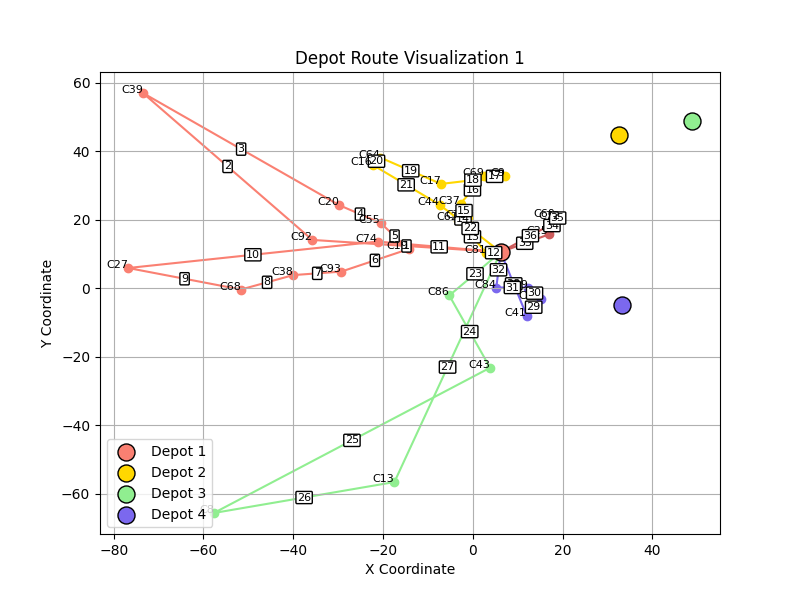 Depot Route Visualization 1
Y Coordinate
X Coordinate
60
40
20
0
−20
−40
−60
−80
−60
−40
−20
0
20
40
C39
3
2
C20
4
C55
5
C92
C74
1
10
11
12
C27
9
C68
8
C38
7
C93
6
C64
20
C16
19
21
C17
C69
18
17
16
C44
C37
15
22
C81
34
35
36
23
32
C86
C84
31
30
29
C41
24
27
C43
25
C13
26
Depot 1
Depot 2
Depot 3
Depot 4